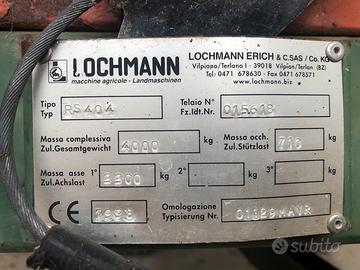 LOCHMANN
macchine agricole - Landmaschinen
LOCHMANN ERICH & C.SAS / Co. KG
Vilpiano/Terlano I - 39018 Vilpian/Terlan (BZ)
Tel. 0471 678630 - Fax 0471 678571
www.lochmann.biz
Tipo
Typ
RS404
Telaio N°
Fz.Idt.Nr.
015618
Massa complessiva
Zul.Gesamtgewicht
4000
kg
Massa occh.
Zul.Stützlast
710
kg
Massa asse 1°
Zul.Achslast
kg
2°
kg
3°
kg
CE
Omologazione
Typisierung Nr.
subito